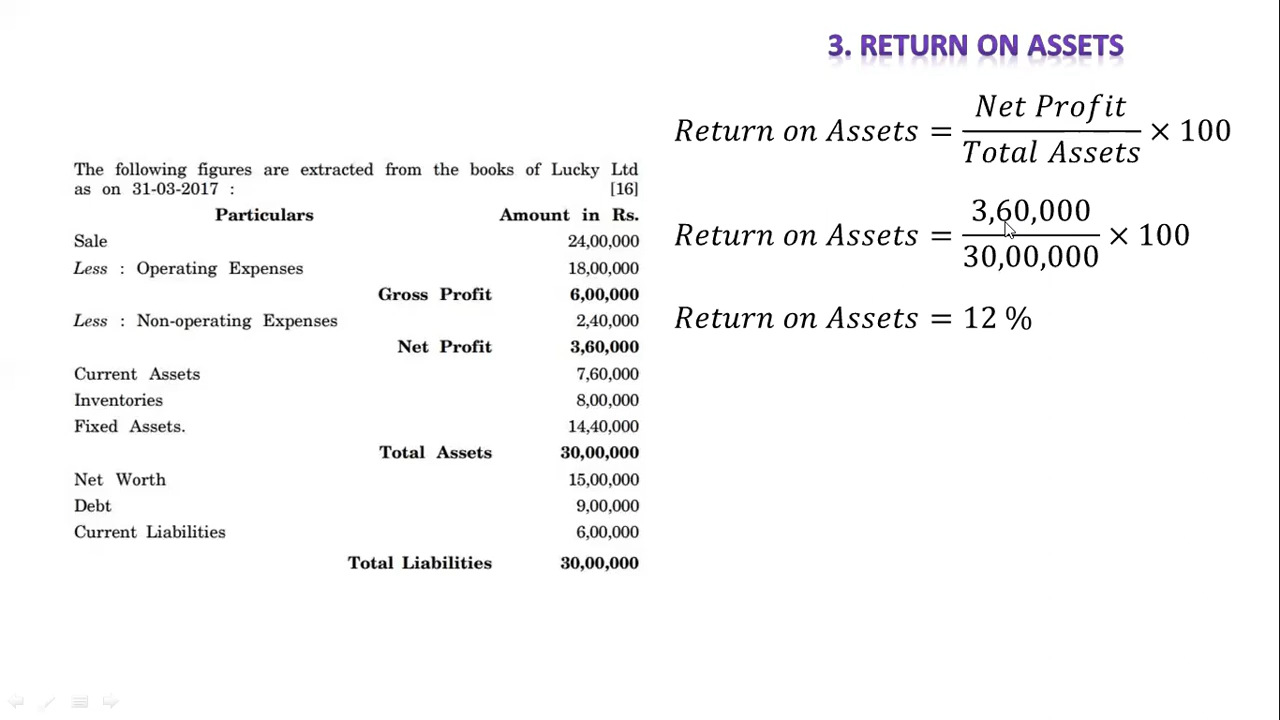 3. RETURN ON ASSETS
The following figures are extracted from the books of Lucky Ltd
as on 31-03-2017 : [16]
Particulars Amount in Rs.
Sale 24,00,000
Less : Operating Expenses 18,00,000
Gross Profit 6,00,000
Less : Non-operating Expenses 2,40,000
Net Profit 3,60,000
Current Assets 7,60,000
Inventories 8,00,000
Fixed Assets. 14,40,000
Total Assets 30,00,000
Net Worth 15,00,000
Debt 9,00,000
Current Liabilities 6,00,000
Total Liabilities 30,00,000
Net Profit
Return on Assets = × 100
Total Assets
3,60,000
Return on Assets = × 100
30,00,000
Return on Assets = 12 %